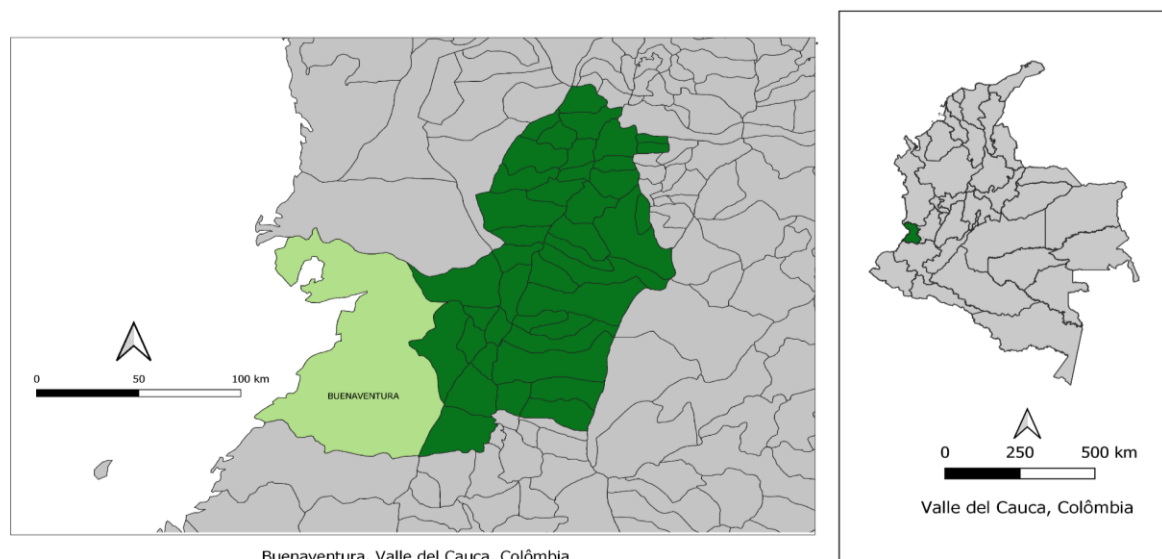 BUENAVENTURA
0 50 100 km
Buenaventura, Valle del Cauca, Colômbia
0 250 500 km
Valle del Cauca, Colômbia